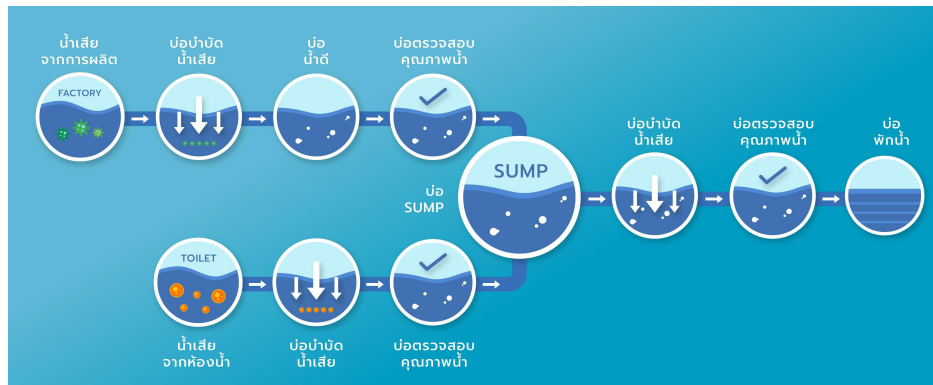 น้ำเสีย
จากการผลิต
บ่อบำบัด
น้ำเสีย
บ่อ
น้ำดี
บ่อตรวจสอบ
คุณภาพน้ำ
FACTORY
บ่อ
SUMP
SUMP
บ่อบำบัด
น้ำเสีย
บ่อตรวจสอบ
คุณภาพน้ำ
บ่อ
พักน้ำ
TOILET
น้ำเสีย
จากห้องน้ำ
บ่อบำบัด
น้ำเสีย
บ่อตรวจสอบ
คุณภาพน้ำ